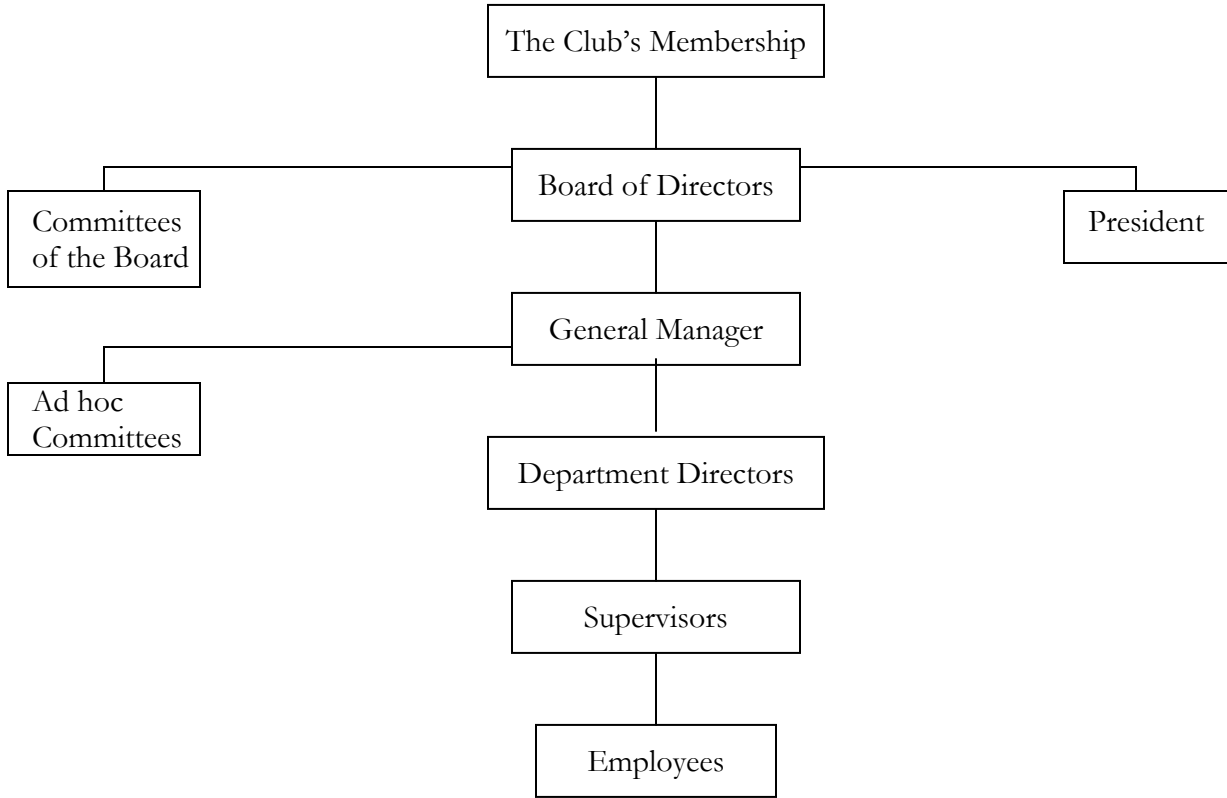 The Club’s Membership
Board of Directors
Committees
of the Board
President
General Manager
Ad hoc
Committees
Department Directors
Supervisors
Employees